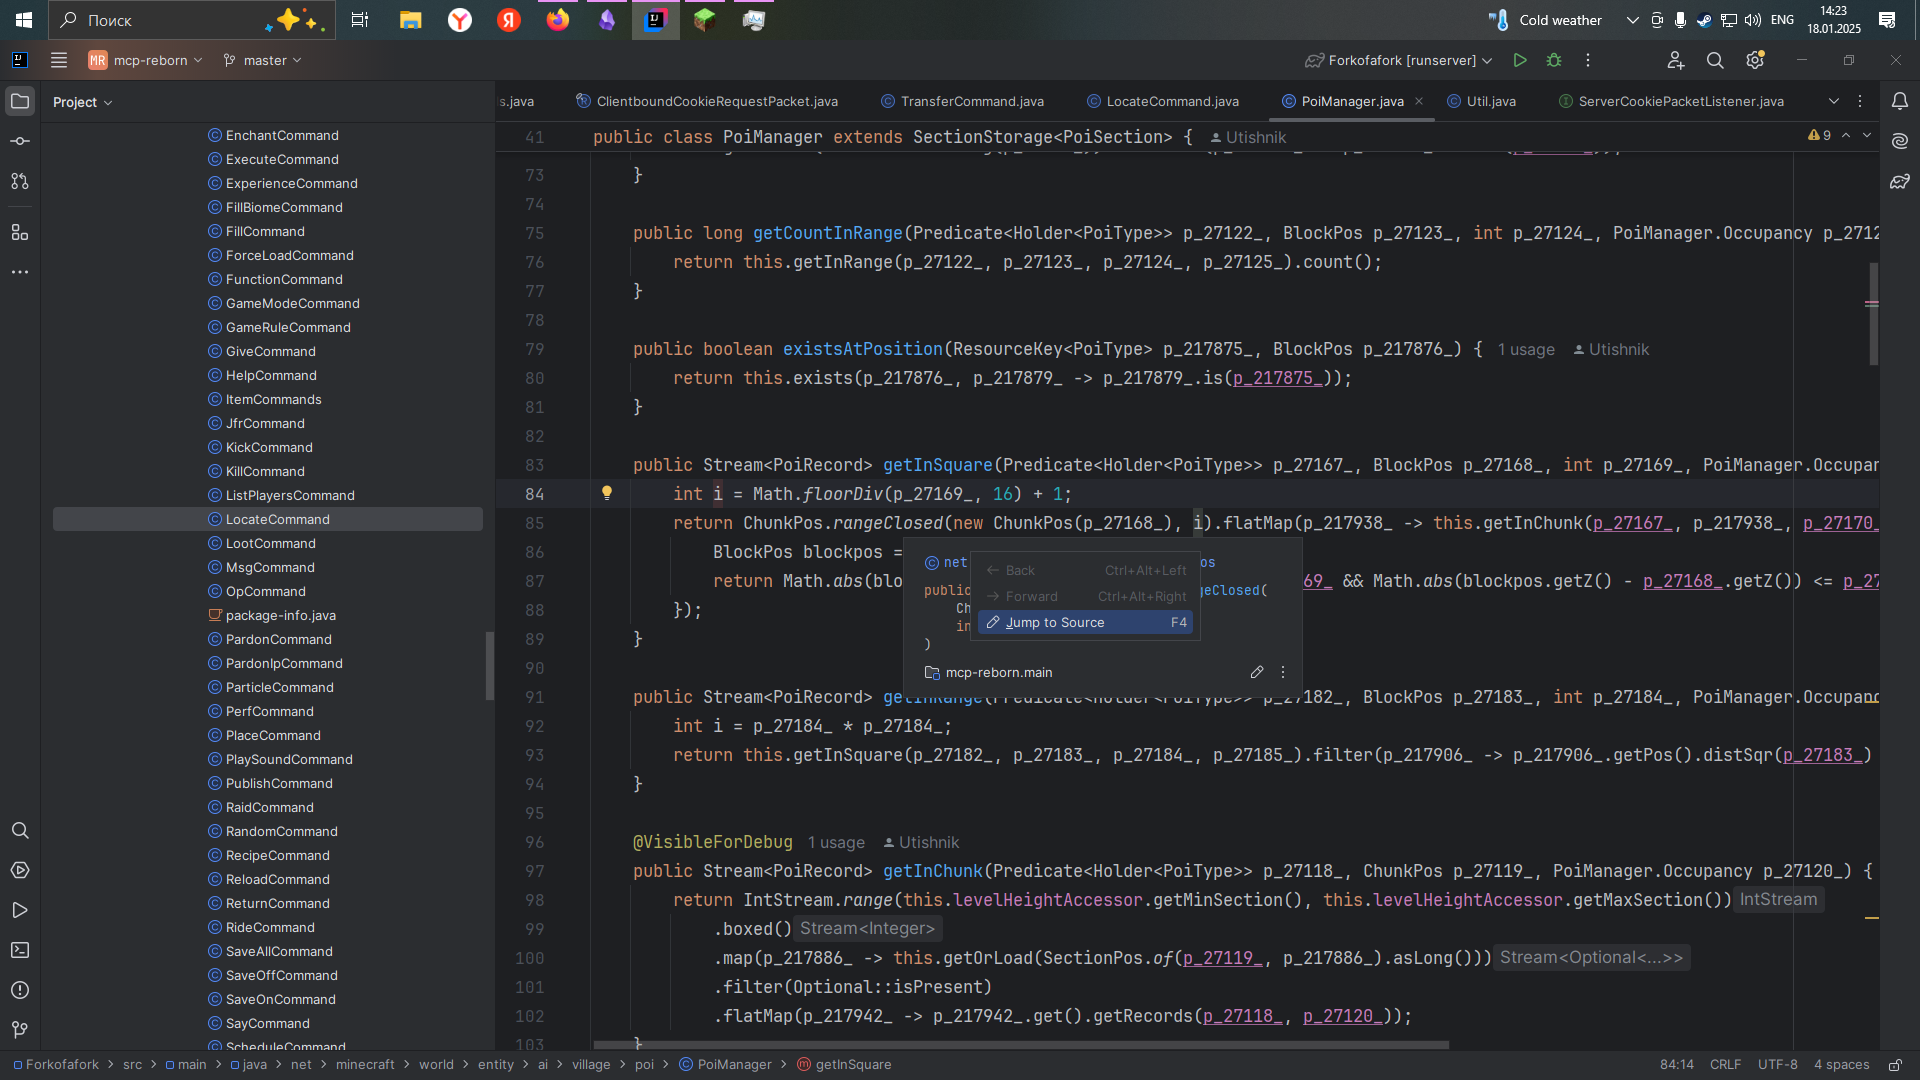 Поиск
Cold weather
ENG
14:23
18.01.2025
MR mcp-reborn
master
Forkofafork [runserver]
Project
s.java
ClientboundCookieRequestPacket.java
TransferCommand.java
LocateCommand.java
PoiManager.java
Util.java
ServerCookiePacketListener.java
EnchantCommand
ExecuteCommand
ExperienceCommand
FillBiomeCommand
FillCommand
ForceLoadCommand
FunctionCommand
GameModeCommand
GameRuleCommand
GiveCommand
HelpCommand
ItemCommands
JfrCommand
KickCommand
KillCommand
ListPlayersCommand
LocateCommand
LootCommand
MsgCommand
OpCommand
package-info.java
PardonCommand
PardonIpCommand
ParticleCommand
PerfCommand
PlaceCommand
PlaySoundCommand
PublishCommand
RaidCommand
RandomCommand
RecipeCommand
ReloadCommand
ReturnCommand
RideCommand
SaveAllCommand
SaveOffCommand
SaveOnCommand
SayCommand
ScheduleCommand
41 public class PoiManager extends SectionStorage<PoiSection> { Utishnik
9
73 }
74
75 public long getCountInRange(Predicate<Holder<PoiType>> p_27122_, BlockPos p_27123_, int p_27124_, PoiManager.Occupancy p_2712
76 return this.getInRange(p_27122_, p_27123_, p_27124_, p_27125_).count();
77 }
78
79 public boolean existsAtPosition(ResourceKey<PoiType> p_217875_, BlockPos p_217876_) { 1 usage Utishnik
80 return this.exists(p_217876_, p_217879_ -> p_217879_.is(p_217875_));
81 }
82
83 public Stream<PoiRecord> getInSquare(Predicate<Holder<PoiType>> p_27167_, BlockPos p_27168_, int p_27169_, PoiManager.Occupan
84 int i = Math.floorDiv(p_27169_, 16) + 1;
85 return ChunkPos.rangeClosed(new ChunkPos(p_27168_), i).flatMap(p_217938_ -> this.getInChunk(p_27167_, p_217938_, p_27170_
86 BlockPos blockpos =
87 return Math.abs(blo 69_ && Math.abs(blockpos.getZ() - p_27168_.getZ()) <= p_27
88 });
89 }
90
91 public Stream<PoiRecord> getInRange(Predicate<Holder<PoiType>> p_27182_, BlockPos p_27183_, int p_27184_, PoiManager.Occupanc
92 int i = p_27184_ * p_27184_;
93 return this.getInSquare(p_27182_, p_27183_, p_27184_, p_27185_).filter(p_217906_ -> p_217906_.getPos().distSqr(p_27183_)
94 }
95
96 @VisibleForDebug 1 usage Utishnik
97 public Stream<PoiRecord> getInChunk(Predicate<Holder<PoiType>> p_27118_, ChunkPos p_27119_, PoiManager.Occupancy p_27120_) {
98 return IntStream.range(this.levelHeightAccessor.getMinSection(), this.levelHeightAccessor.getMaxSection()) IntStream
99 .boxed() Stream<Integer>
100 .map(p_217886_ -> this.getOrLoad(SectionPos.of(p_27119_, p_217886_).asLong())) Stream<Optional<...>>
101 .filter(Optional::isPresent)
102 .flatMap(p_217942_ -> p_217942_.get().getRecords(p_27118_, p_27120_));
103 }
net os
public geClosed(
Ch
in
)
mcp-reborn.main
Back Ctrl+Alt+Left
Forward Ctrl+Alt+Right
Jump to Source F4
Forkofafork > src > main > java > net > minecraft > world > entity > ai > village > poi > PoiManager > getInSquare
84:14 CRLF UTF-8 4 spaces